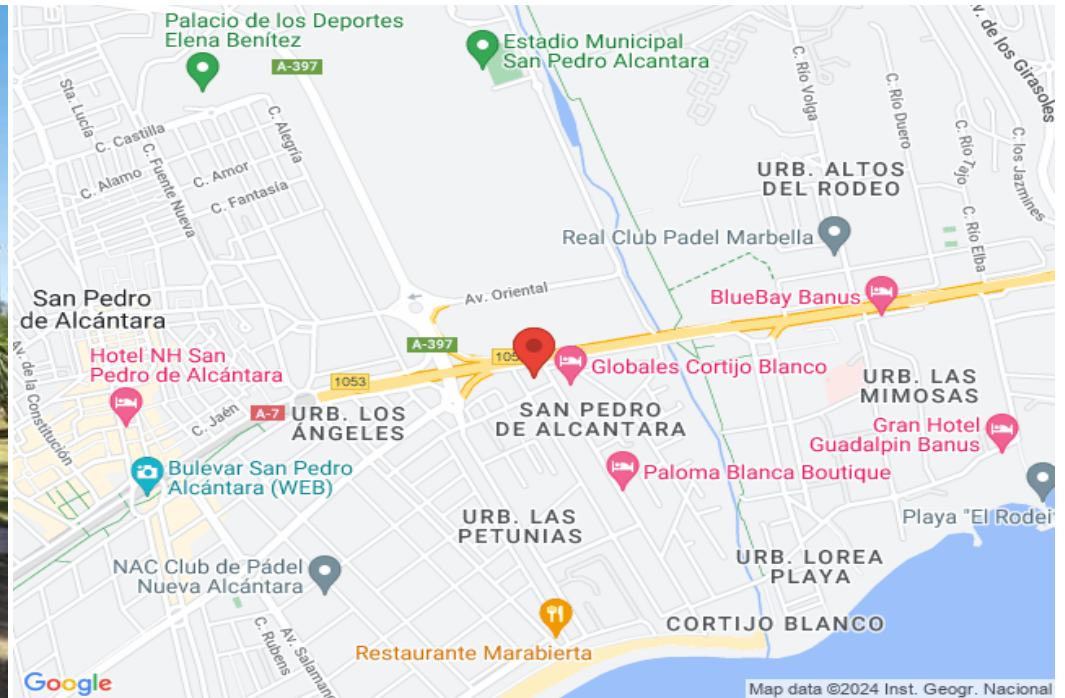 Palacio de los Deportes
Elena Benítez
A-397
Estadio Municipal
San Pedro Alcantara
Av. de los Girasoles
C. Río Volga
C. Río Duero
C. Río Tajo
C. los Jazmines
C. Río Elba
Sta. Lucía
C. Castilla
C. Alegría
C. Fuente Nueva
C. Alamo
C. Amor
C. Fantasía
URB. ALTOS
DEL RODEO
Real Club Padel Marbella
Av. Oriental
BlueBay Banus
San Pedro
de Alcántara
A-397
Hotel NH San
Pedro de Alcántara
1053
Globales Cortijo Blanco
Av. de la Constitución
C. Jaén
A-7
URB. LOS
ÁNGELES
SAN PEDRO
DE ALCANTARA
URB. LAS
MIMOSAS
Gran Hotel
Guadalpin Banus
Bulevar San Pedro
Alcántara (WEB)
Paloma Blanca Boutique
URB. LAS
PETUNIAS
Playa "El Rodei
NAC Club de Pádel
Nueva Alcántara
URB. LOREA
PLAYA
CORTIJO BLANCO
C. Rubens
Av. Salamanc
Restaurante Marabierta
Google
Map data ©2024 Inst. Geogr. Nacional